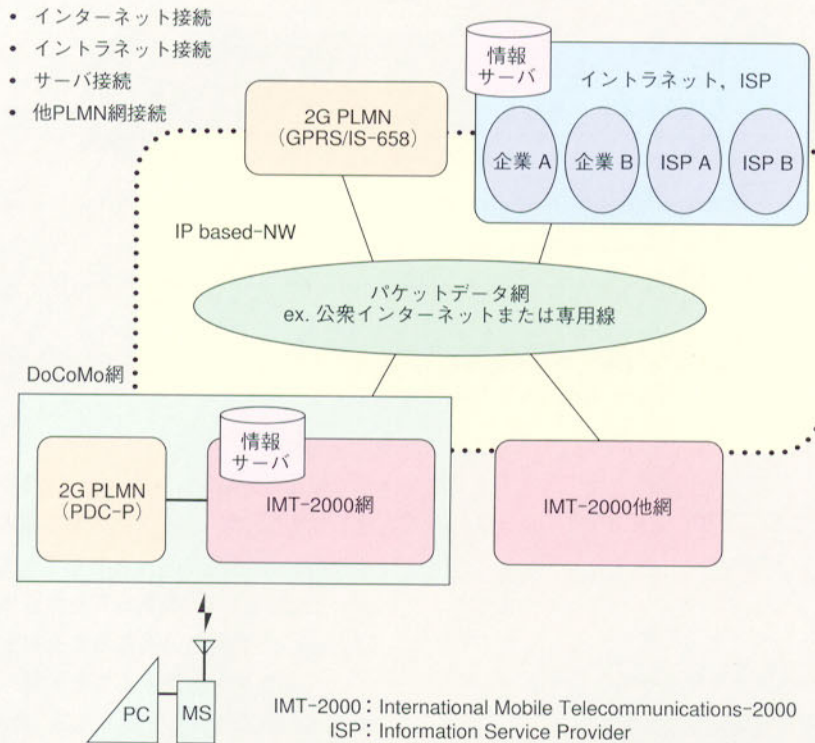 • インターネット接続
• イントラネット接続
• サーバ接続
• 他PLMN網接続
情報
サーバ
イントラネット，ISP
2G PLMN
（GPRS/IS-658）
企業 A
企業 B
ISP A
ISP B
IP based-NW
パケットデータ網
ex. 公衆インターネットまたは専用線
DoCoMo網
情報
サーバ
2G PLMN
（PDC-P）
IMT-2000網
IMT-2000他網
PC
MS
IMT-2000：International Mobile Telecommunications-2000
ISP：Information Service Provider